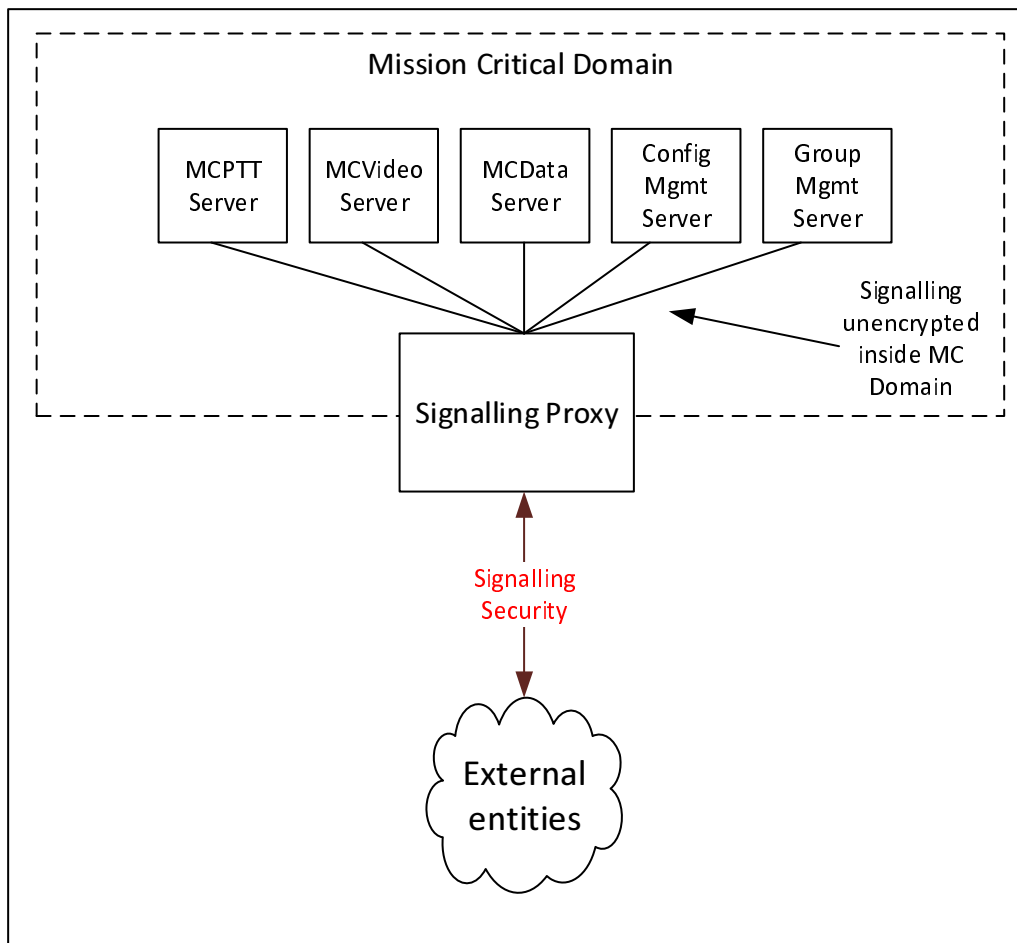 Mission Critical Domain
MCPTT
Server
MCVideo
Server
MCData
Server
Config
Mgmt
Server
Group
Mgmt
Server
Signalling
unencrypted
inside MC
Domain
Signalling Proxy
Signalling
Security
External
entities